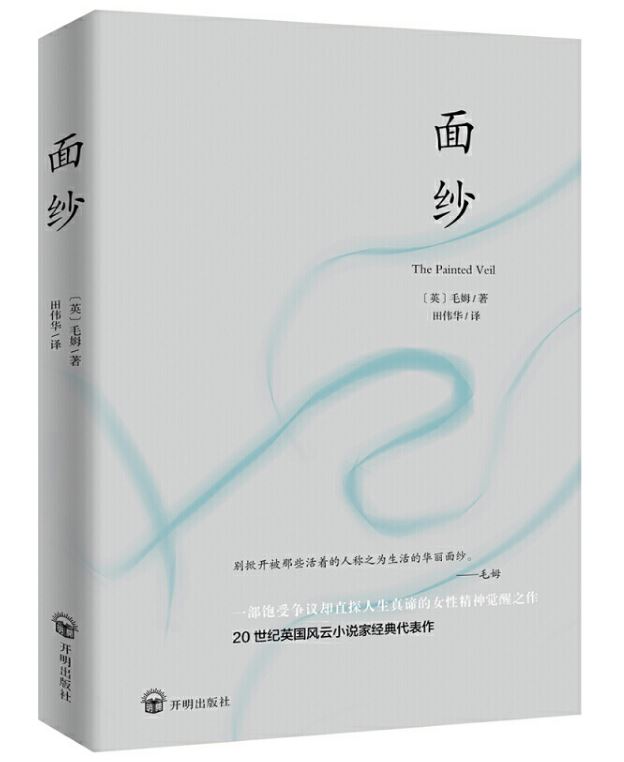 面纱
〔英〕毛姆/著
田伟华/译
开明出版社
面
纱
The Painted Veil
〔英〕毛姆/著
田伟华/译
别掀开被那些活着的人称之为生活的华丽面纱。
——毛姆
一部饱受争议却直探人生真谛的女性精神觉醒之作
20世纪英国风云小说家经典代表作
开明出版社